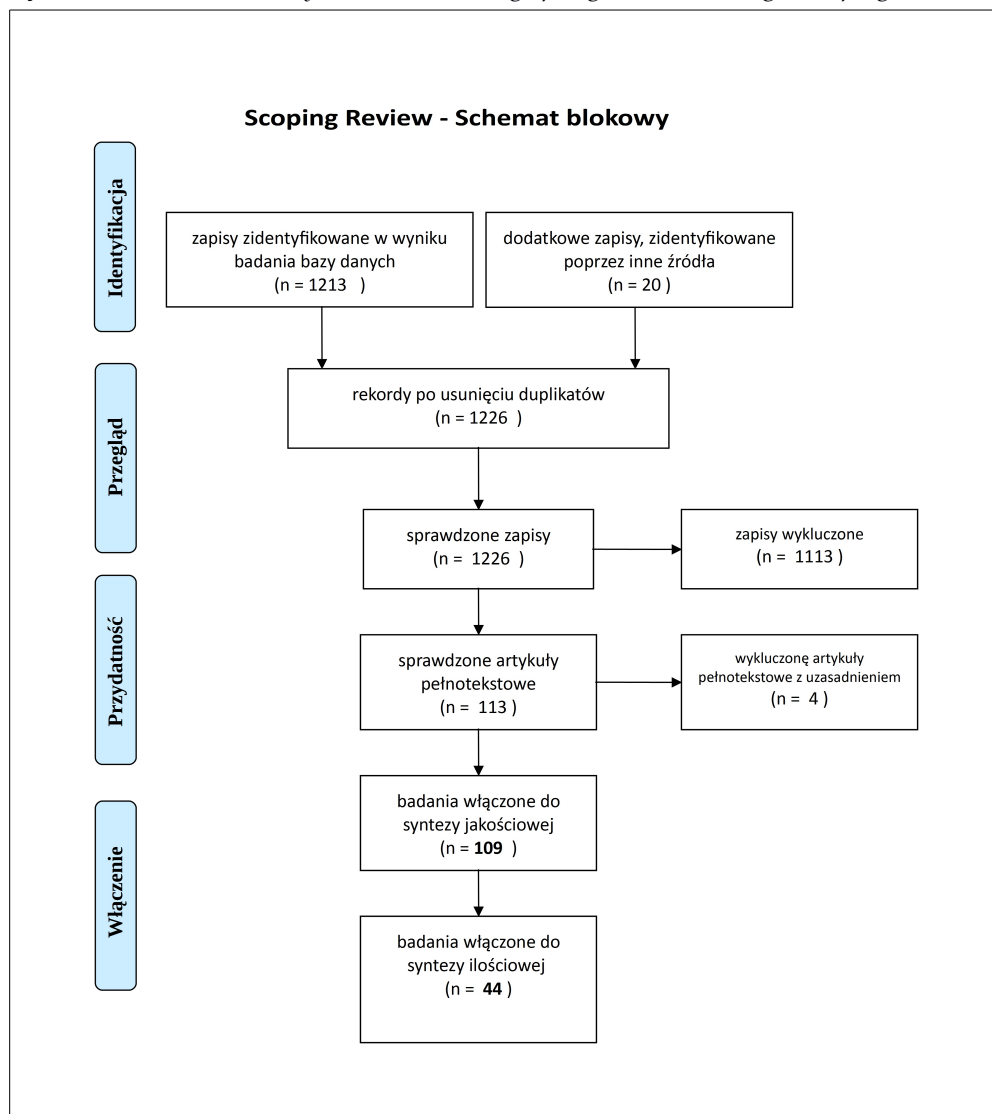 Scoping Review - Schemat blokowy
Identyfikacja
zapisy zidentyfikowane w wyniku
badania bazy danych
(n = 1213 )
dodatkowe zapisy, zidentyfikowane
poprzez inne źródła
(n = 20 )
Przegląd
rekordy po usunięciu duplikatów
(n = 1226 )
sprawdzone zapisy
(n = 1226 )
zapisy wykluczone
(n = 1113 )
Przydatność
sprawdzone artykuły
pełnotekstowe
(n = 113 )
wykluczonę artykuły
pełnotekstowe z uzasadnieniem
(n = 4 )
Włączenie
badania włączone do
syntezy jakościowej
(n = 109 )
badania włączone do
syntezy ilościowej
(n = 44 )